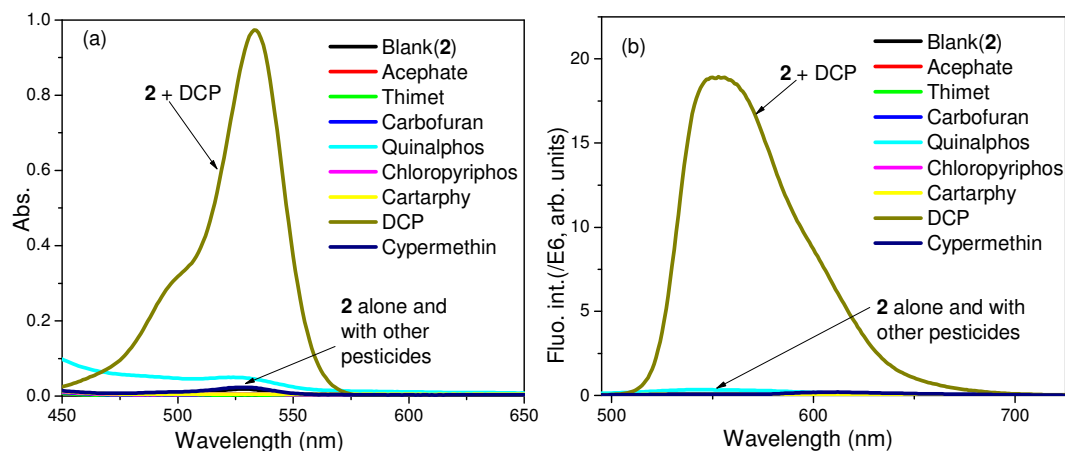 (a)
Blank(2)
Acephate
Thimet
Carbofuran
Quinalphos
Chloropyriphos
Cartarphy
DCP
Cypermethin
2 + DCP
2 alone and
with other
pesticides
Abs.
1.0
0.8
0.6
0.4
0.2
0.0
450
500
550
600
650
Wavelength (nm)
(b)
Blank(2)
Acephate
Thimet
Carbofuran
Quinalphos
Chloropyriphos
Cartarphy
DCP
Cypermethin
2 + DCP
2 alone and with
other pesticides
Fluo. int.(/E6, arb. units)
20
15
10
5
0
500
600
700
Wavelength (nm)